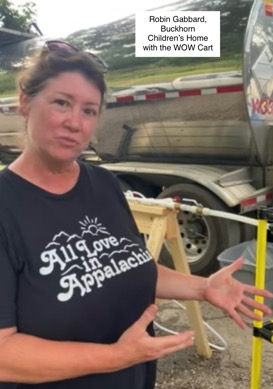 Robin Gabbard,
Buckhorn
Children's Home
with the WOW Cart
All Love
in
Appalachia